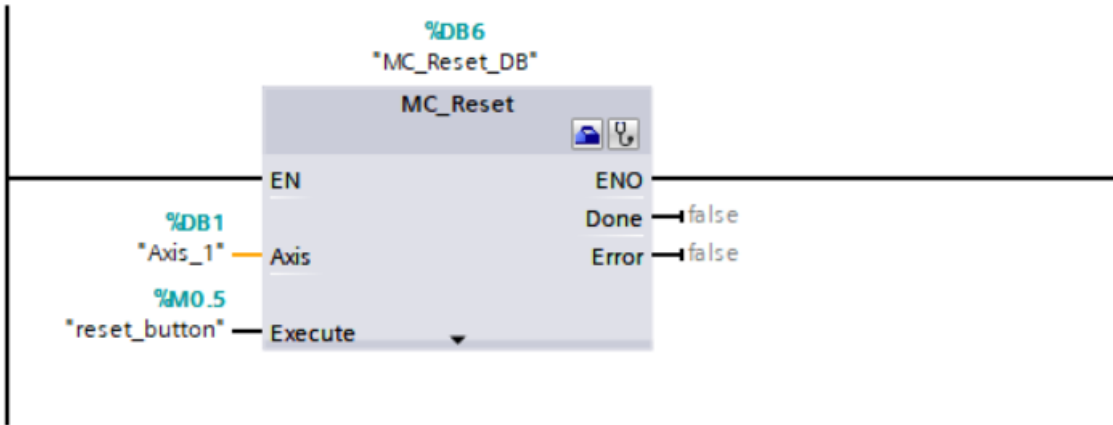 %DB6
"MC_Reset_DB"
MC_Reset
EN ENO
%DB1 Done false
"Axis_1" Axis Error false
%M0.5
"reset_button" Execute